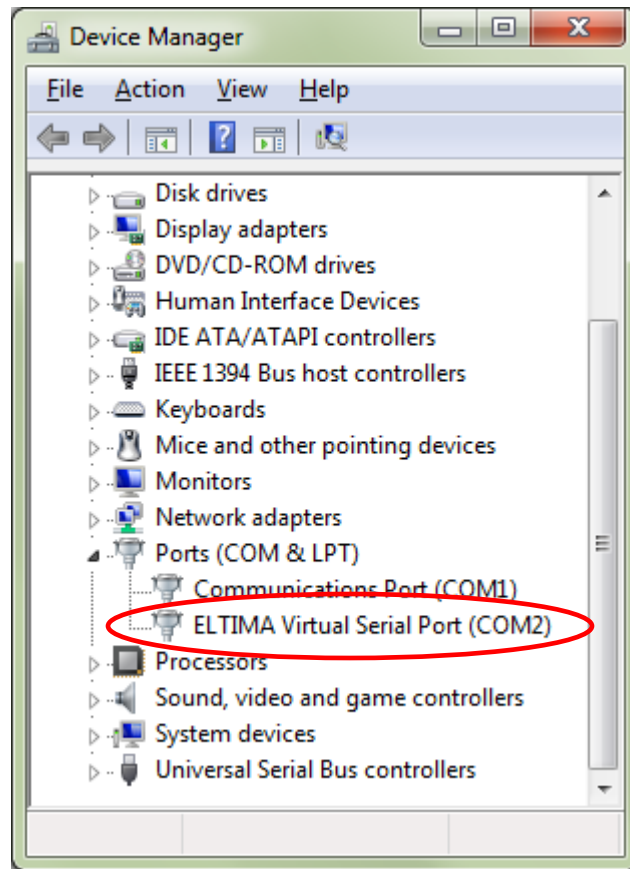 Device Manager
File Action View Help
Disk drives
Display adapters
DVD/CD-ROM drives
Human Interface Devices
IDE ATA/ATAPI controllers
IEEE 1394 Bus host controllers
Keyboards
Mice and other pointing devices
Monitors
Network adapters
Ports (COM & LPT)
Communications Port (COM1)
ELTIMA Virtual Serial Port (COM2)
Processors
Sound, video and game controllers
System devices
Universal Serial Bus controllers